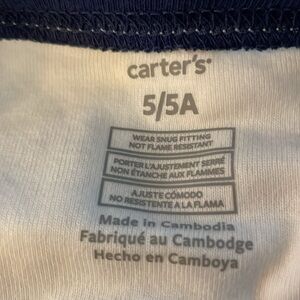 carter's
5/5A
WEAR SNUG FITTING
NOT FLAME RESISTANT
PORTER L'AJUSTEMENT SERRÉ
NON ÉTANCHE AUX FLAMMES
AJUSTE CÓMODO
NO RESISTENTE A LA FLAMA
Made in Cambodia
Fabriqué au Cambodge
Hecho en Camboya